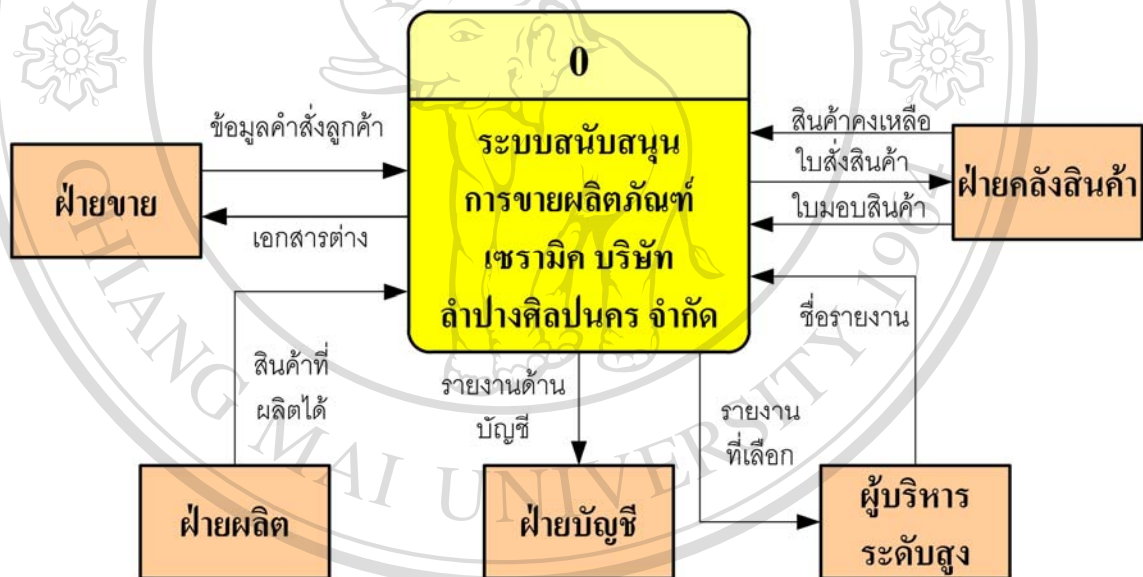 0
ระบบสนับสนุน
การขายผลิตภัณฑ์
เซรามิค บริษัท
ลำปางศิลปนคร จำกัด
ข้อมูลคำสั่งลูกค้า
ฝ่ายขาย
เอกสารต่าง
สินค้าคงเหลือ
ใบสั่งสินค้า
ฝ่ายคลังสินค้า
ใบมอบสินค้า
ชื่อรายงาน
สินค้าที่
ผลิตได้
รายงานด้าน
บัญชี
รายงาน
ที่เลือก
ฝ่ายผลิต
ฝ่ายบัญชี
ผู้บริหาร
ระดับสูง
CHIANG MAI UNIVERSITY 1964